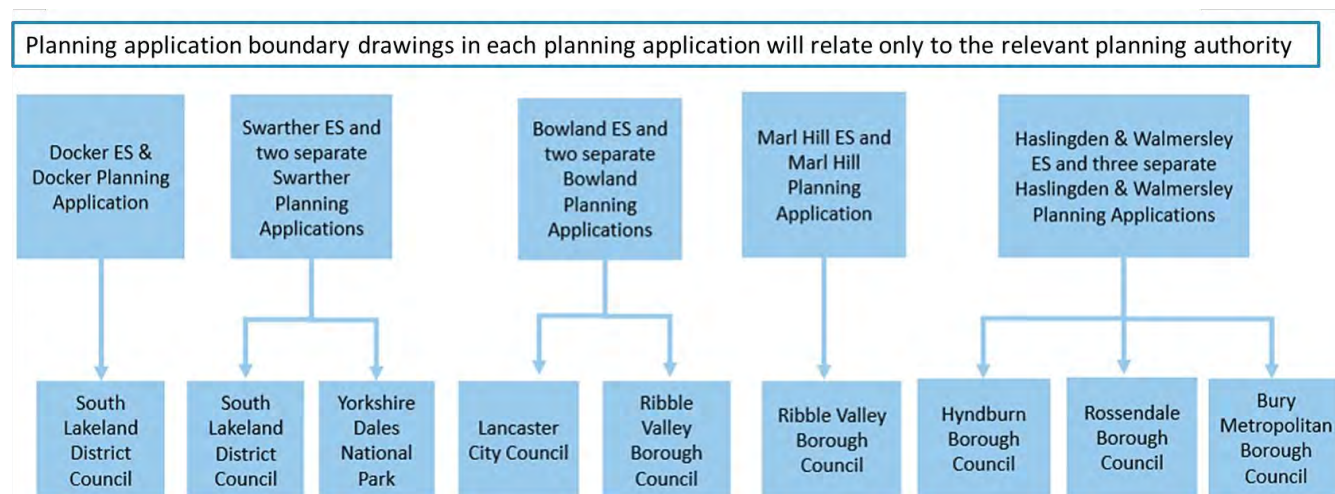 Planning application boundary drawings in each planning application will relate only to the relevant planning authority
Docker ES &
Docker Planning
Application
Swarther ES and
two separate
Swarther
Planning
Applications
Bowland ES and
two separate
Bowland
Planning
Applications
Marl Hill ES and
Marl Hill
Planning
Application
Haslingden & Walmersley
ES and three separate
Haslingden & Walmersley
Planning Applications
South
Lakeland
District
Council
South
Lakeland
District
Council
Yorkshire
Dales
National
Park
Lancaster
City Council
Ribble
Valley
Borough
Council
Ribble Valley
Borough
Council
Hyndburn
Borough
Council
Rossendale
Borough
Council
Bury
Metropolitan
Borough
Council